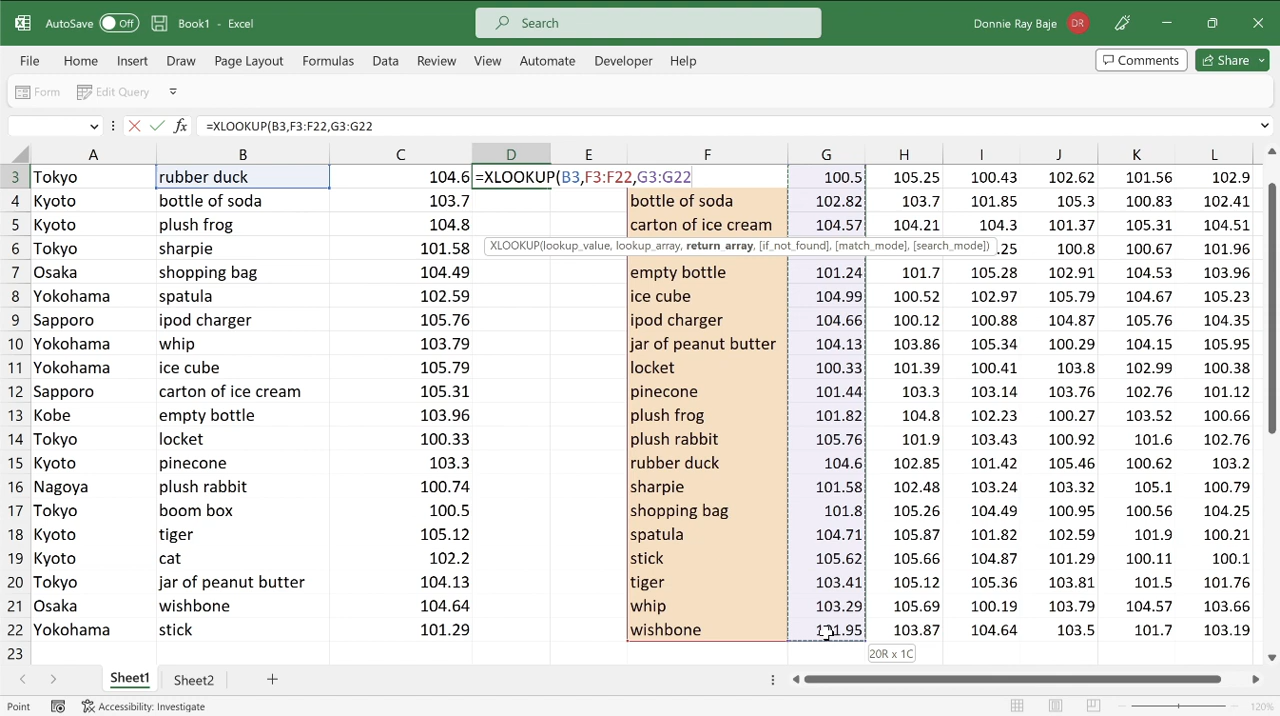 AutoSave Off Book1 - Excel Search Donnie Ray Baje DR
File Home Insert Draw Page Layout Formulas Data Review View Automate Developer Help Comments Share
Form Edit Query
fx =XLOOKUP(B3,F3:F22,G3:G22
A B C D E F G H I J K L
3 Tokyo rubber duck 104.6 =XLOOKUP(B3,F3:F22,G3:G22 100.5 105.25 100.43 102.62 101.56 102.9
4 Kyoto bottle of soda 103.7 bottle of soda 102.82 103.7 101.85 105.3 100.83 102.41
5 Kyoto plush frog 104.8 carton of ice cream 104.57 104.21 104.3 101.37 105.31 104.51
6 Tokyo sharpie 101.58 XLOOKUP(lookup_value, lookup_array, return_array, [if_not_found], [match_mode], [search_mode]) .25 100.8 100.67 101.96
7 Osaka shopping bag 104.49 empty bottle 101.24 101.7 105.28 102.91 104.53 103.96
8 Yokohama spatula 102.59 ice cube 104.99 100.52 102.97 105.79 104.67 105.23
9 Sapporo ipod charger 105.76 ipod charger 104.66 100.12 100.88 104.87 105.76 104.35
10 Yokohama whip 103.79 jar of peanut butter 104.13 103.86 105.34 100.29 104.15 105.95
11 Yokohama ice cube 105.79 locket 100.33 101.39 100.41 103.8 102.99 100.38
12 Sapporo carton of ice cream 105.31 pinecone 101.44 103.3 103.14 103.76 102.76 101.12
13 Kobe empty bottle 103.96 plush frog 101.82 104.8 102.23 100.27 103.52 100.66
14 Tokyo locket 100.33 plush rabbit 105.76 101.9 103.43 100.92 101.6 102.76
15 Kyoto pinecone 103.3 rubber duck 104.6 102.85 101.42 105.46 100.62 103.2
16 Nagoya plush rabbit 100.74 sharpie 101.58 102.48 103.24 103.32 105.1 100.79
17 Tokyo boom box 100.5 shopping bag 101.8 105.26 104.49 100.95 100.56 104.25
18 Kyoto tiger 105.12 spatula 104.71 105.87 101.82 102.59 101.9 100.21
19 Kyoto cat 102.2 stick 105.62 105.66 104.87 101.29 100.11 100.1
20 Tokyo jar of peanut butter 104.13 tiger 103.41 105.12 105.36 103.81 101.5 101.76
21 Osaka wishbone 104.64 whip 103.29 105.69 100.19 103.79 104.57 103.66
22 Yokohama stick 101.29 wishbone 103.87 104.64 103.5 101.7 103.19
23 20R x 1C
Sheet1 Sheet2
Point Accessibility: Investigate 120%